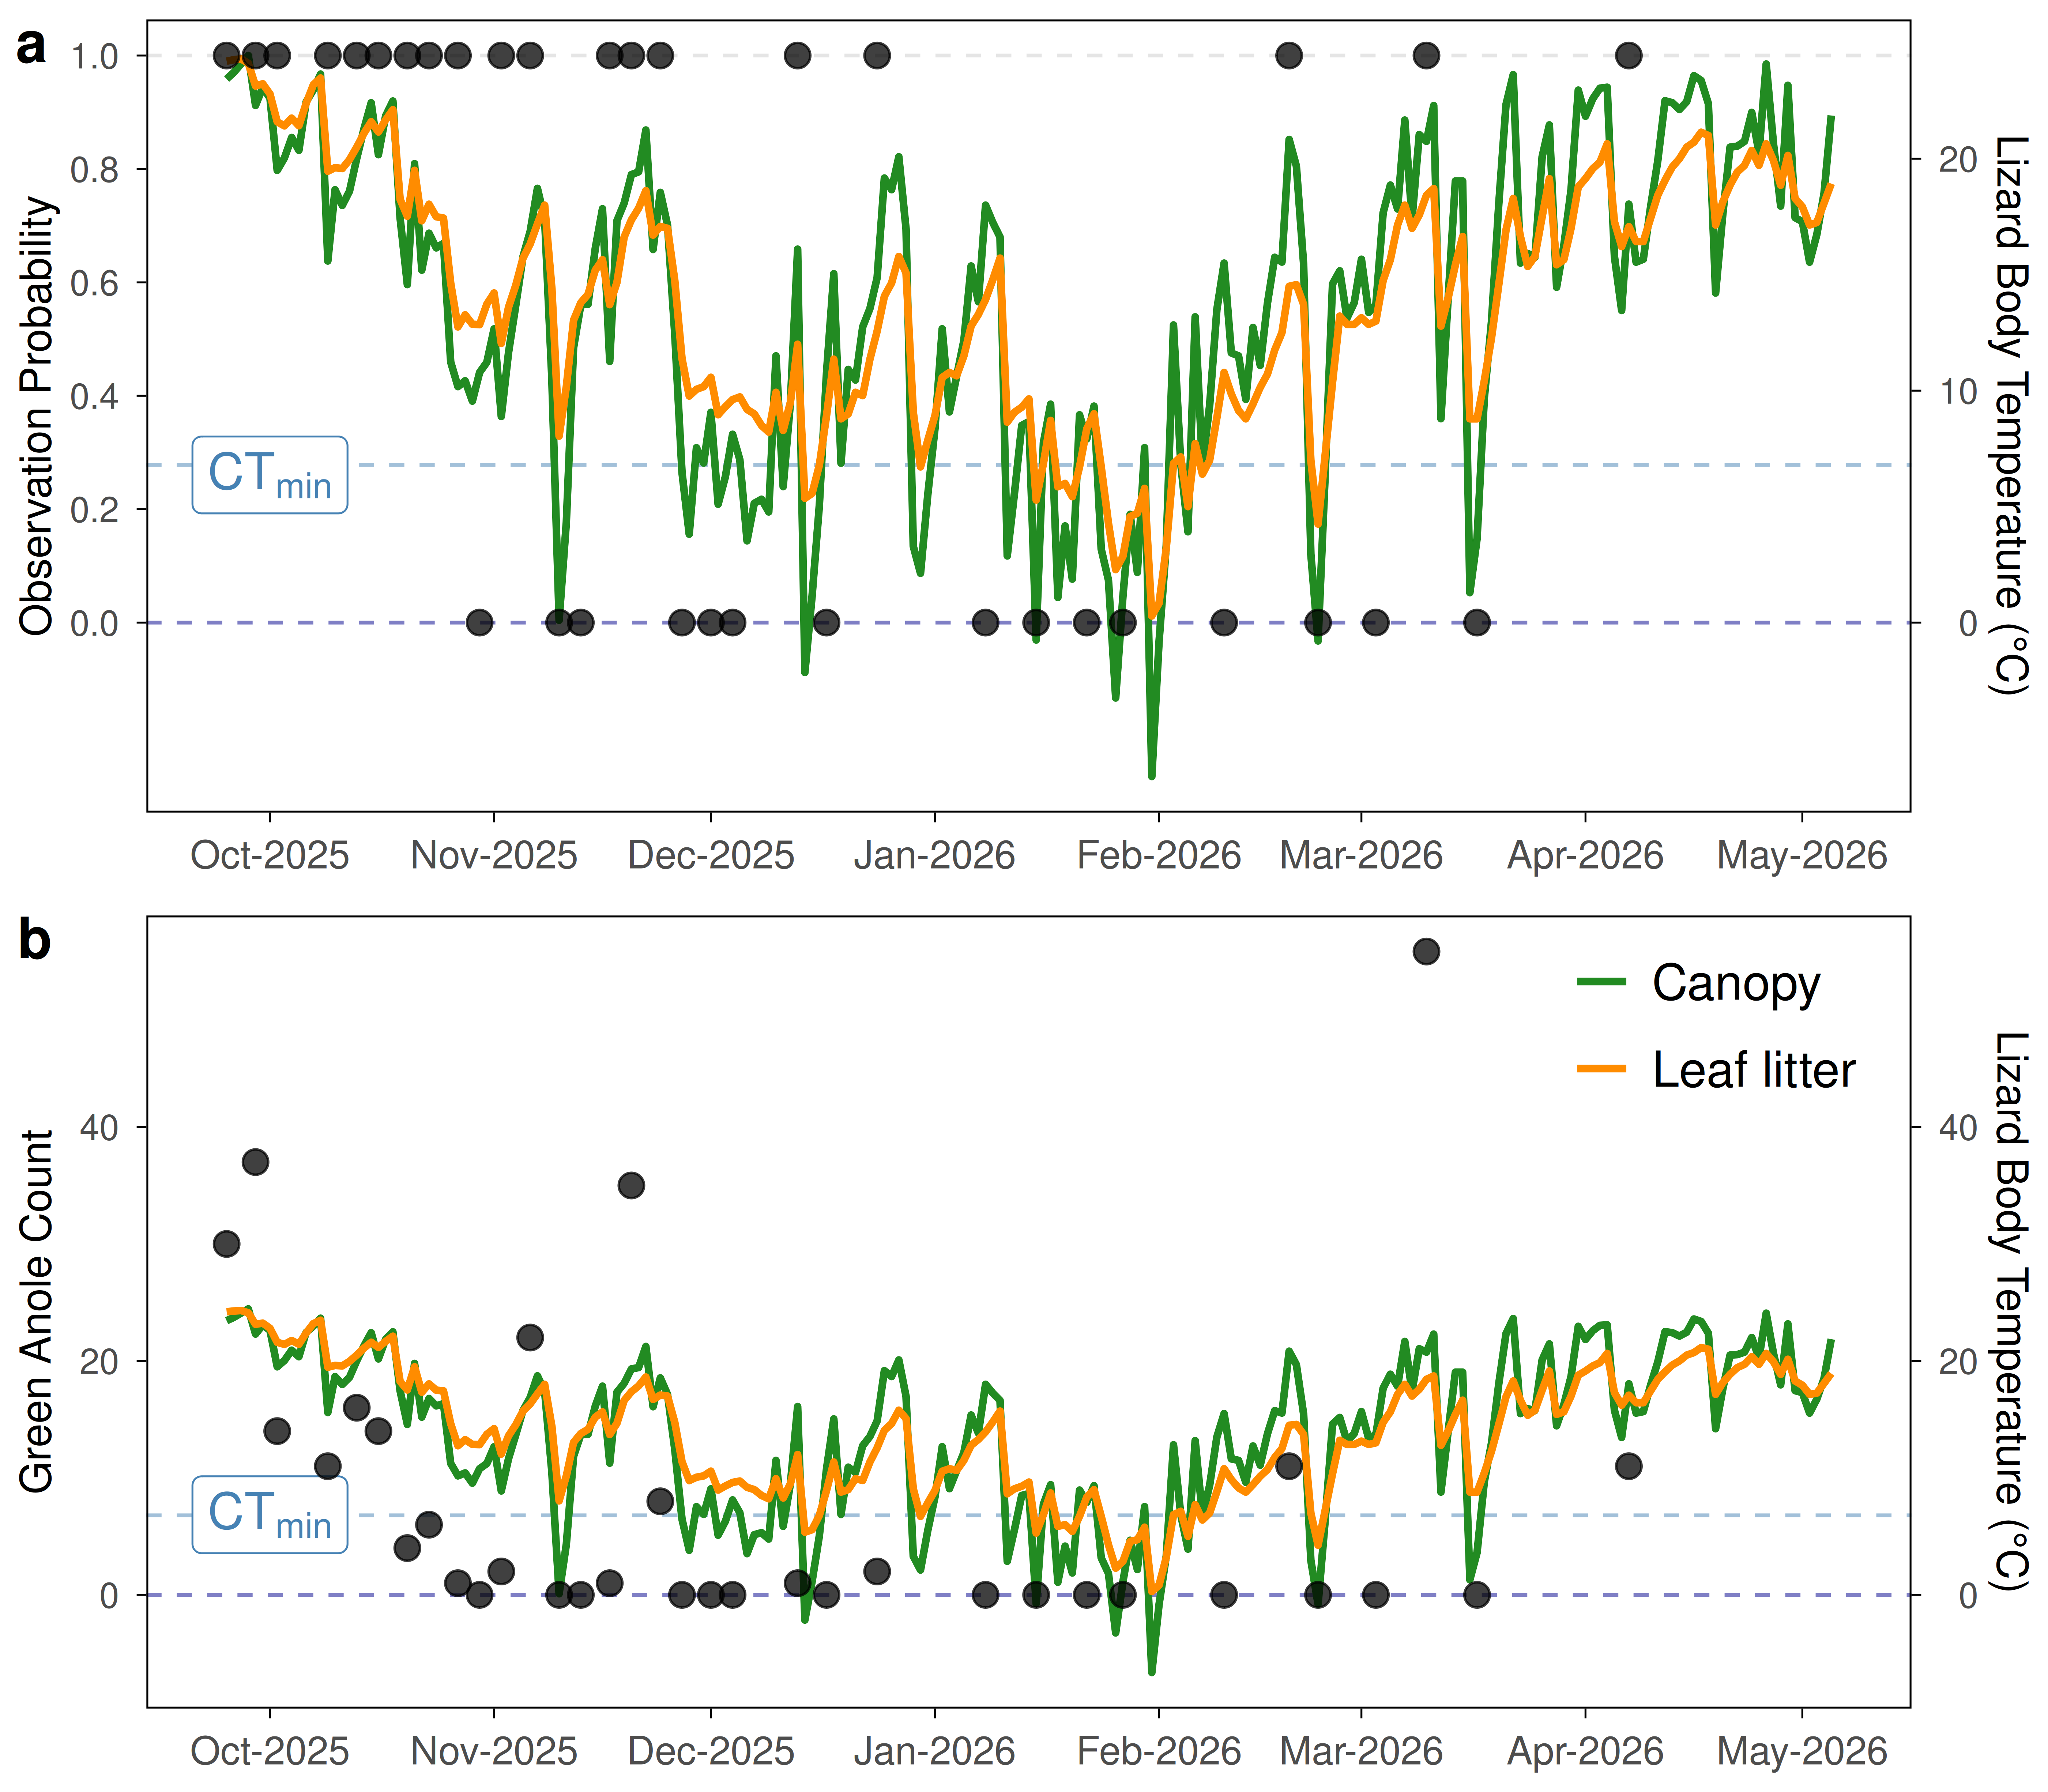 a
Observation Probability
1.0
0.8
0.6
0.4
0.2
0.0
CTmin
20
10
0
Lizard Body Temperature (°C)
Oct-2025 Nov-2025 Dec-2025 Jan-2026 Feb-2026 Mar-2026 Apr-2026 May-2026
b
Green Anole Count
40
20
0
CTmin
Canopy
Leaf litter
40
20
0
Lizard Body Temperature (°C)
Oct-2025 Nov-2025 Dec-2025 Jan-2026 Feb-2026 Mar-2026 Apr-2026 May-2026